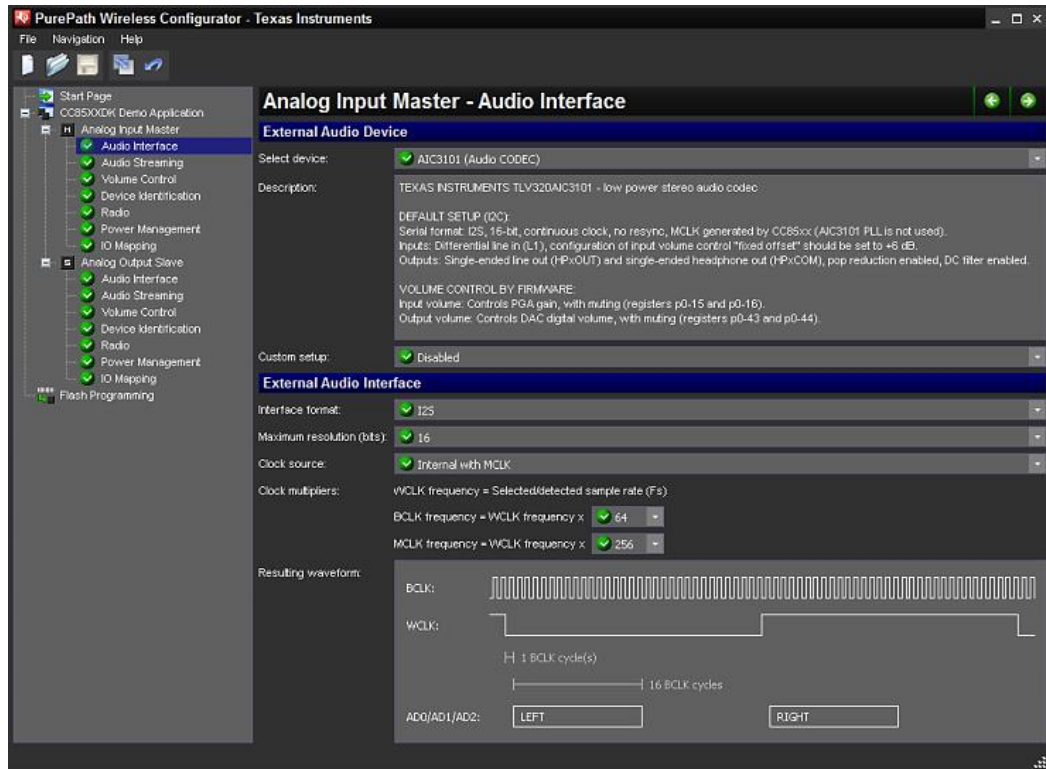 PurePath Wireless Configurator - Texas Instruments
File Navigation Help
Start Page
CC85XXDK Demo Application
M Analog Input Master
Audio Interface
Audio Streaming
Volume Control
Device Identification
Radio
Power Management
IO Mapping
S Analog Output Slave
Audio Interface
Audio Streaming
Volume Control
Device Identification
Radio
Power Management
IO Mapping
Flash Programming
Analog Input Master - Audio Interface
External Audio Device
Select device: AIC3101 (Audio CODEC)
Description: TEXAS INSTRUMENTS TLV320AIC3101 - low power stereo audio codec
DEFAULT SETUP (I2C):
Serial format: I2S, 16-bit, continuous clock, no resync, MCLK generated by CC85xx (AIC3101 PLL is not used).
Inputs: Differential line in (L1), configuration of input volume control "fixed offset" should be set to +6 dB.
Outputs: Single-ended line out (HPxOUT) and single-ended headphone out (HPxCOM), pop reduction enabled, DC filter enabled.
VOLUME CONTROL BY FIRMWARE:
Input volume: Controls PGA gain, with muting (registers p0-15 and p0-16).
Output volume: Controls DAC digital volume, with muting (registers p0-43 and p0-44).
Custom setup: Disabled
External Audio Interface
Interface format: I2S
Maximum resolution (bits): 16
Clock source: Internal with MCLK
Clock multipliers: WCLK frequency = Selected/detected sample rate (Fs)
BCLK frequency = WCLK frequency x 64
MCLK frequency = WCLK frequency x 256
Resulting waveform:
BCLK:
WCLK:
1 BCLK cycle(s)
16 BCLK cycles
AD0/AD1/AD2: LEFT RIGHT